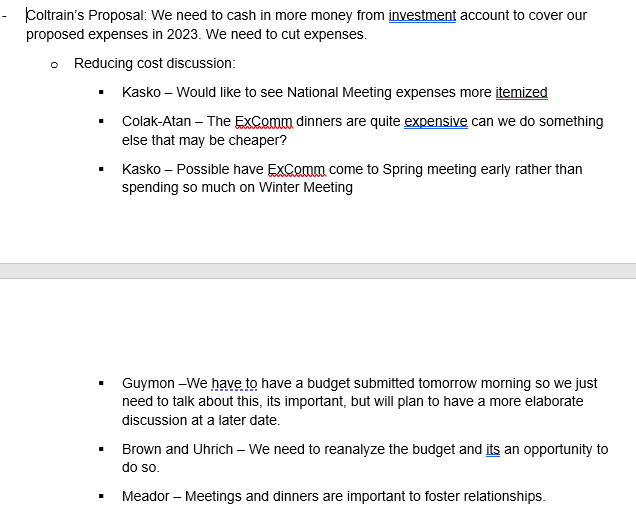 - Coltrain's Proposal: We need to cash in more money from investment account to cover our
proposed expenses in 2023. We need to cut expenses.
o Reducing cost discussion:
▪ Kasko – Would like to see National Meeting expenses more itemized
▪ Colak-Atan – The ExComm dinners are quite expensive can we do something
else that may be cheaper?
▪ Kasko – Possible have ExComm come to Spring meeting early rather than
spending so much on Winter Meeting
▪ Guymon –We have to have a budget submitted tomorrow morning so we just
need to talk about this, its important, but will plan to have a more elaborate
discussion at a later date.
▪ Brown and Uhrich – We need to reanalyze the budget and its an opportunity to
do so.
▪ Meador – Meetings and dinners are important to foster relationships.